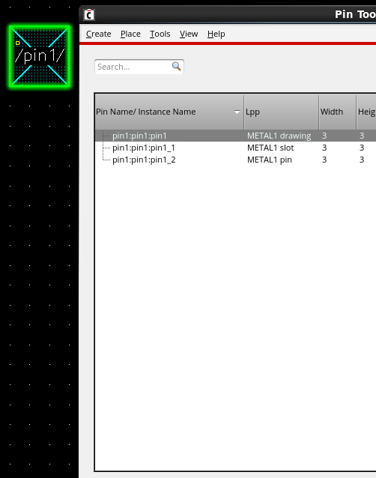 Pin Too
Create Place Tools View Help
/pin1/
Search...
Pin Name/ Instance Name Lpp Width Heig
pin1:pin1:pin1 METAL1 drawing 3 3
pin1:pin1:pin1_1 METAL1 slot 3 3
pin1:pin1:pin1_2 METAL1 pin 3 3